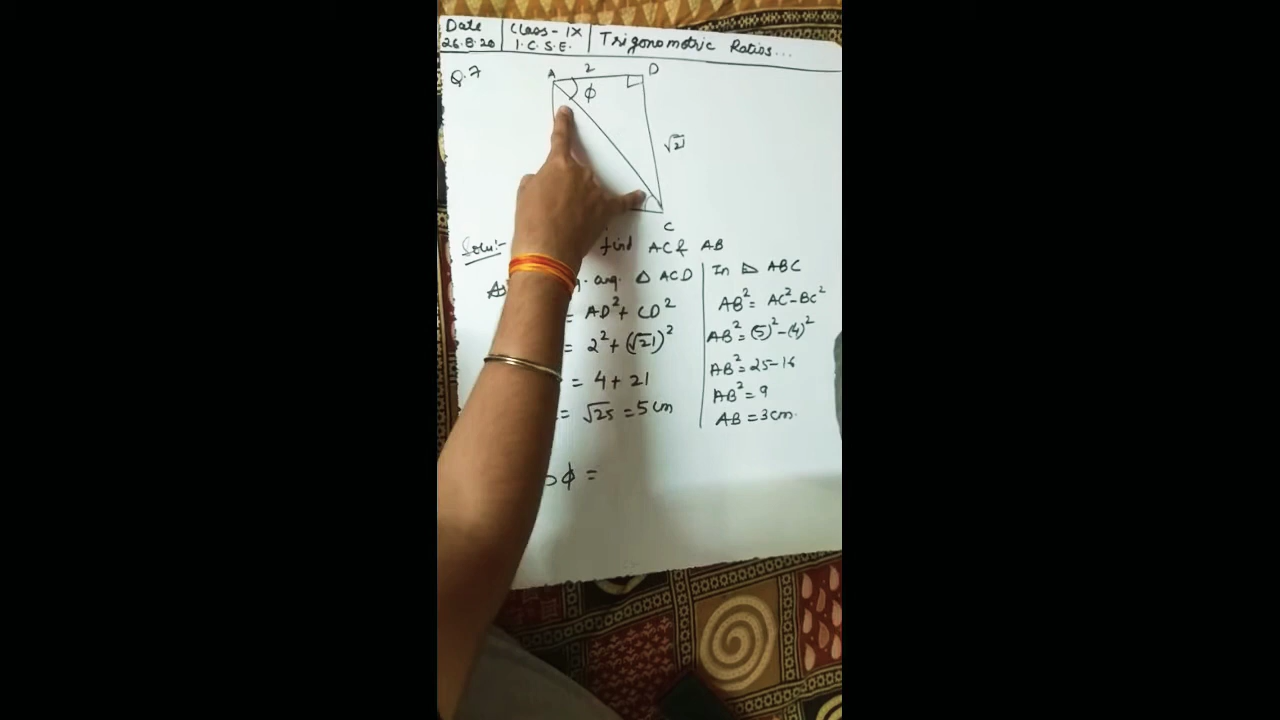 Date
26.8.20
Class - IX
I.C.S.E.
Trigonometric Ratios...
Q.7
A 2 D
ϕ
√21
C
Solu:- find AC & AB
ang. △ ACD
= AD² + CD²
= 2² + (√21)²
= 4 + 21
= √25 = 5 cm
In △ ABC
AB² = AC² - BC²
AB² = (5)² - (4)²
AB² = 25 - 16
AB² = 9
AB = 3 cm.
ϕ =